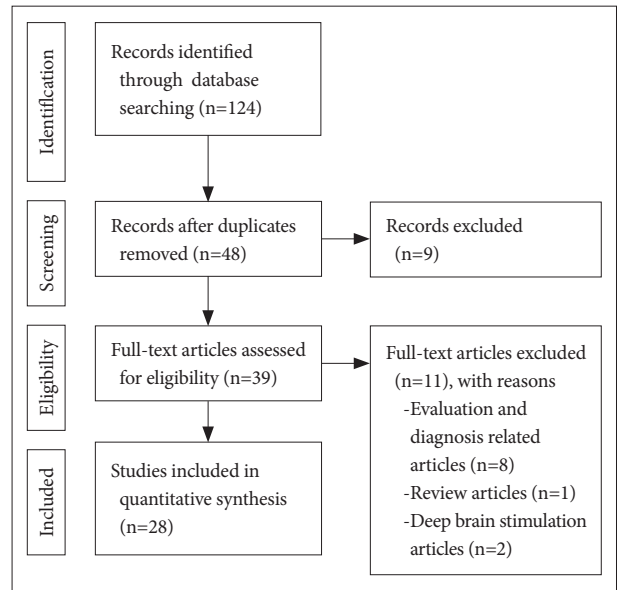 Identification
Records identified
through database
searching (n=124)
Screening
Records after duplicates
removed (n=48)
Records excluded
(n=9)
Eligibility
Full-text articles assessed
for eligibility (n=39)
Full-text articles excluded
(n=11), with reasons
-Evaluation and
diagnosis related
articles (n=8)
-Review articles (n=1)
-Deep brain stimulation
articles (n=2)
Included
Studies included in
quantitative synthesis
(n=28)